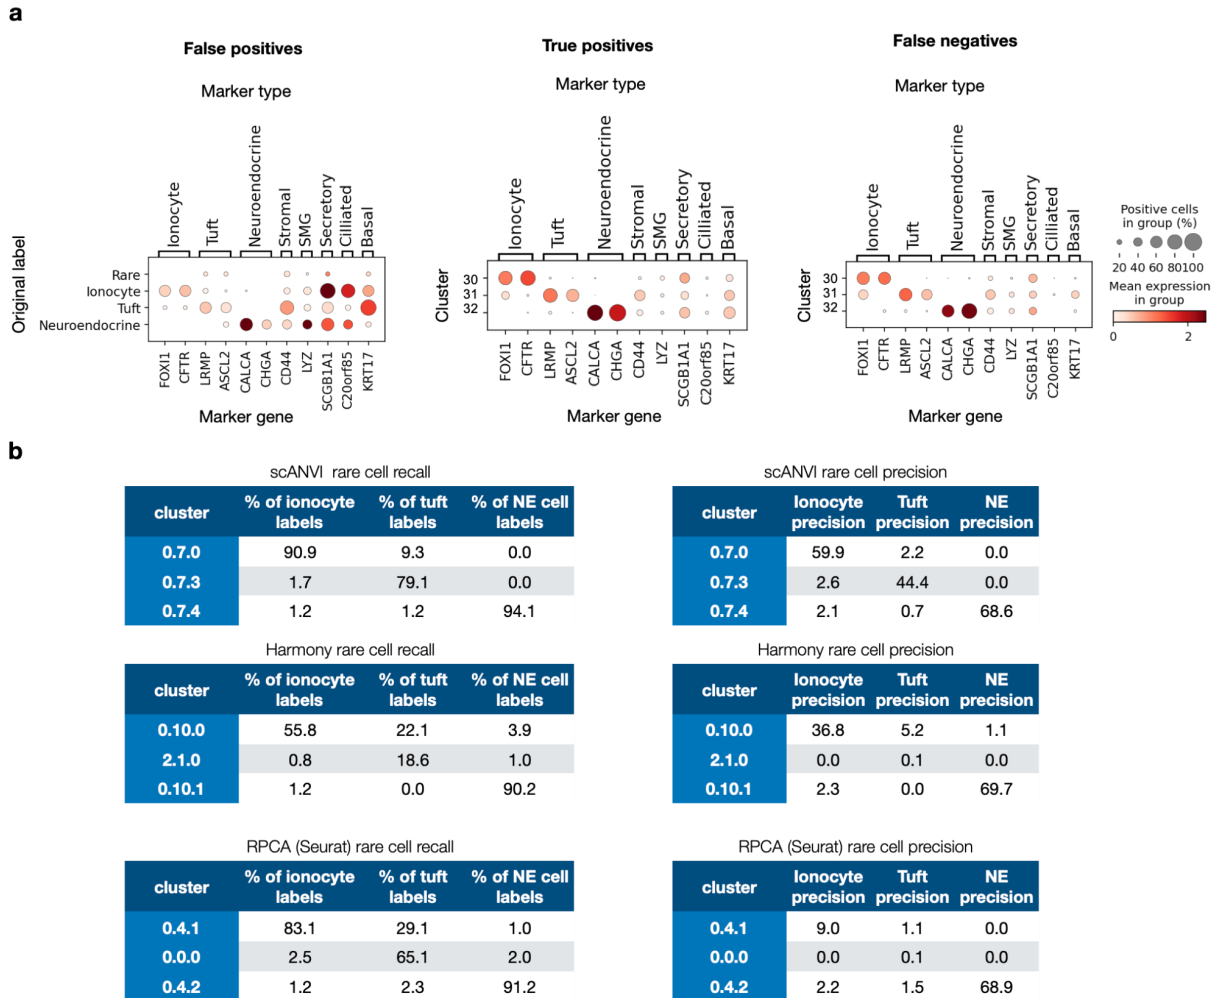 a
False positives
Marker type
Ionocyte
Tuft
Neuroendocrine
Stromal
SMG
Secretory
Cilliated
Basal
Original label
Rare
Ionocyte
Tuft
Neuroendocrine
FOXI1
CFTR
LRMP
ASCL2
CALCA
CHGA
CD44
LYZ
SCGB1A1
C20orf85
KRT17
Marker gene
True positives
Marker type
Ionocyte
Tuft
Neuroendocrine
Stromal
SMG
Secretory
Cilliated
Basal
Cluster
30
31
32
FOXI1
CFTR
LRMP
ASCL2
CALCA
CHGA
CD44
LYZ
SCGB1A1
C20orf85
KRT17
Marker gene
False negatives
Marker type
Ionocyte
Tuft
Neuroendocrine
Stromal
SMG
Secretory
Cilliated
Basal
Cluster
30
31
32
FOXI1
CFTR
LRMP
ASCL2
CALCA
CHGA
CD44
LYZ
SCGB1A1
C20orf85
KRT17
Marker gene
Positive cells
in group (%)
20 40 60 80100
Mean expression
in group
0 2
b
scANVI rare cell recall
cluster % of ionocyte labels % of tuft labels % of NE cell labels
0.7.0 90.9 9.3 0.0
0.7.3 1.7 79.1 0.0
0.7.4 1.2 1.2 94.1
scANVI rare cell precision
cluster Ionocyte precision Tuft precision NE precision
0.7.0 59.9 2.2 0.0
0.7.3 2.6 44.4 0.0
0.7.4 2.1 0.7 68.6
Harmony rare cell recall
cluster % of ionocyte labels % of tuft labels % of NE cell labels
0.10.0 55.8 22.1 3.9
2.1.0 0.8 18.6 1.0
0.10.1 1.2 0.0 90.2
Harmony rare cell precision
cluster Ionocyte precision Tuft precision NE precision
0.10.0 36.8 5.2 1.1
2.1.0 0.0 0.1 0.0
0.10.1 2.3 0.0 69.7
RPCA (Seurat) rare cell recall
cluster % of ionocyte labels % of tuft labels % of NE cell labels
0.4.1 83.1 29.1 1.0
0.0.0 2.5 65.1 2.0
0.4.2 1.2 2.3 91.2
RPCA (Seurat) rare cell precision
cluster Ionocyte precision Tuft precision NE precision
0.4.1 9.0 1.1 0.0
0.0.0 0.0 0.1 0.0
0.4.2 2.2 1.5 68.9